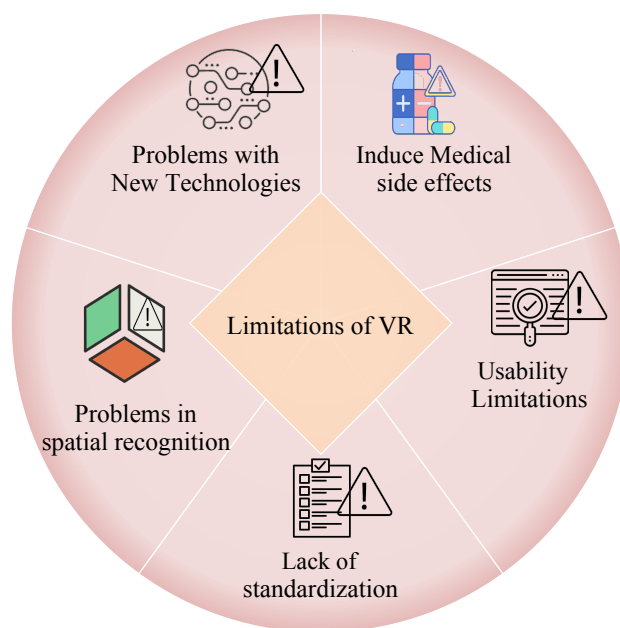 Problems with
New Technologies
Induce Medical
side effects
Limitations of VR
Usability
Limitations
Problems in
spatial recognition
Lack of
standardization